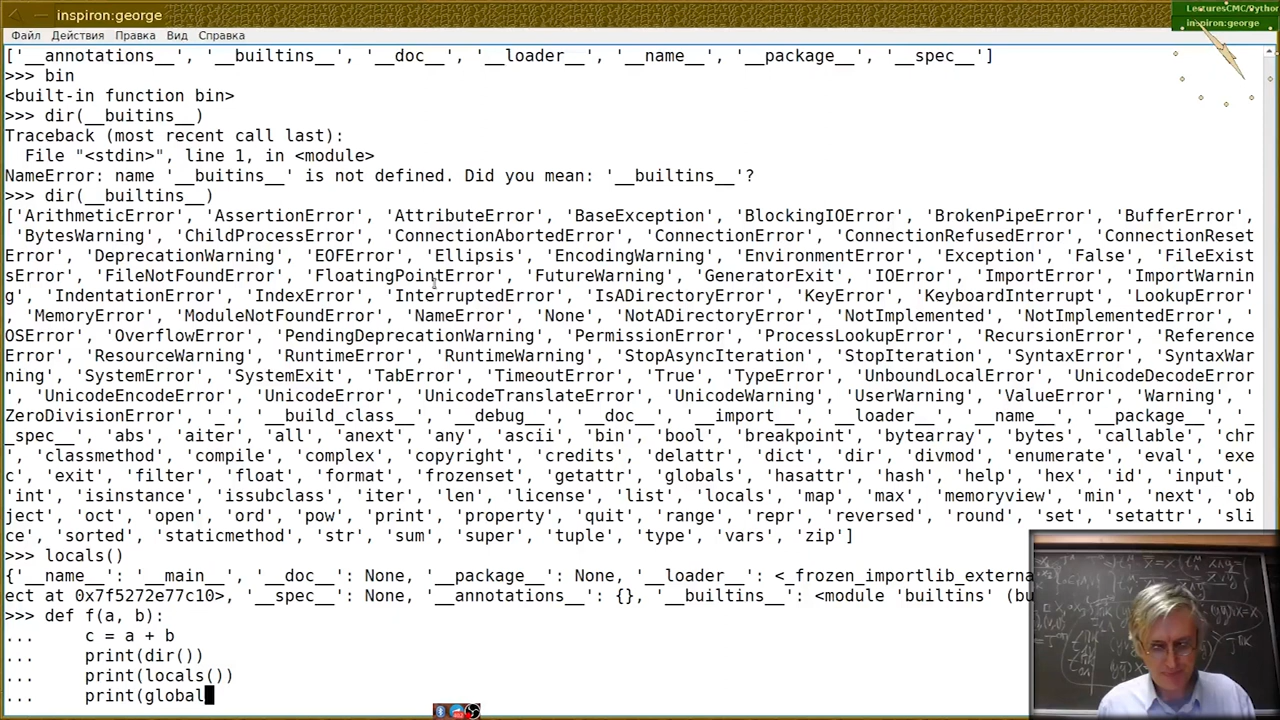 inspiron:george
LecturesCMC/Python
inspiron:george
Файл Действия Правка Вид Справка
['__annotations__', '__builtins__', '__doc__', '__loader__', '__name__', '__package__', '__spec__']
>>> bin
<built-in function bin>
>>> dir(__buitins__)
Traceback (most recent call last):
  File "<stdin>", line 1, in <module>
NameError: name '__buitins__' is not defined. Did you mean: '__builtins__'?
>>> dir(__builtins__)
['ArithmeticError', 'AssertionError', 'AttributeError', 'BaseException', 'BlockingIOError', 'BrokenPipeError', 'BufferError',
 'BytesWarning', 'ChildProcessError', 'ConnectionAbortedError', 'ConnectionError', 'ConnectionRefusedError', 'ConnectionReset
Error', 'DeprecationWarning', 'EOFError', 'Ellipsis', 'EncodingWarning', 'EnvironmentError', 'Exception', 'False', 'FileExist
sError', 'FileNotFoundError', 'FloatingPointError', 'FutureWarning', 'GeneratorExit', 'IOError', 'ImportError', 'ImportWarnin
g', 'IndentationError', 'IndexError', 'InterruptedError', 'IsADirectoryError', 'KeyError', 'KeyboardInterrupt', 'LookupError'
, 'MemoryError', 'ModuleNotFoundError', 'NameError', 'None', 'NotADirectoryError', 'NotImplemented', 'NotImplementedError', '
OSError', 'OverflowError', 'PendingDeprecationWarning', 'PermissionError', 'ProcessLookupError', 'RecursionError', 'Reference
Error', 'ResourceWarning', 'RuntimeError', 'RuntimeWarning', 'StopAsyncIteration', 'StopIteration', 'SyntaxError', 'SyntaxWar
ning', 'SystemError', 'SystemExit', 'TabError', 'TimeoutError', 'True', 'TypeError', 'UnboundLocalError', 'UnicodeDecodeError
', 'UnicodeEncodeError', 'UnicodeError', 'UnicodeTranslateError', 'UnicodeWarning', 'UserWarning', 'ValueError', 'Warning', '
ZeroDivisionError', '_', '__build_class__', '__debug__', '__doc__', '__import__', '__loader__', '__name__', '__package__', '_
_spec__', 'abs', 'aiter', 'all', 'anext', 'any', 'ascii', 'bin', 'bool', 'breakpoint', 'bytearray', 'bytes', 'callable', 'chr
', 'classmethod', 'compile', 'complex', 'copyright', 'credits', 'delattr', 'dict', 'dir', 'divmod', 'enumerate', 'eval', 'exe
c', 'exit', 'filter', 'float', 'format', 'frozenset', 'getattr', 'globals', 'hasattr', 'hash', 'help', 'hex', 'id', 'input',
'int', 'isinstance', 'issubclass', 'iter', 'len', 'license', 'list', 'locals', 'map', 'max', 'memoryview', 'min', 'next', 'ob
ject', 'oct', 'open', 'ord', 'pow', 'print', 'property', 'quit', 'range', 'repr', 'reversed', 'round', 'set', 'setattr', 'sli
ce', 'sorted', 'staticmethod', 'str', 'sum', 'super', 'tuple', 'type', 'vars', 'zip']
>>> locals()
{'__name__': '__main__', '__doc__': None, '__package__': None, '__loader__': <_frozen_importlib_externa
ect at 0x7f5272e77c10>, '__spec__': None, '__annotations__': {}, '__builtins__': <module 'builtins' (bu
>>> def f(a, b):
...     c = a + b
...     print(dir())
...     print(locals())
...     print(global